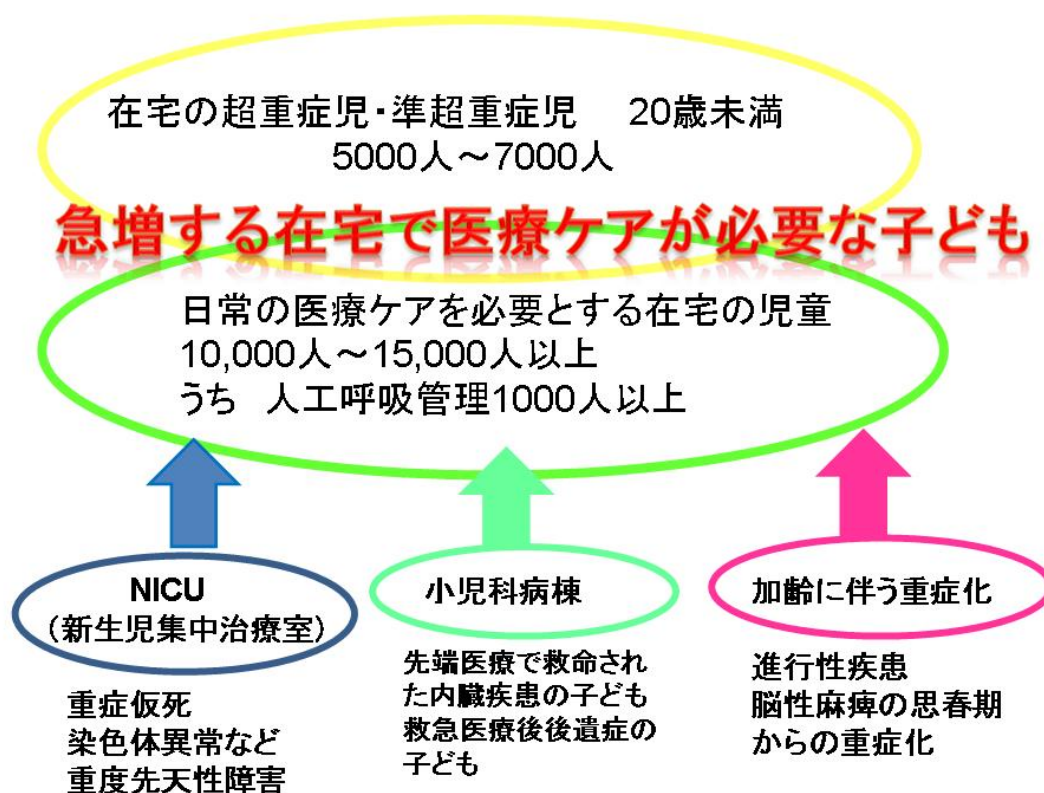 在宅の超重症児・準超重症児　20歳未満
5000人～7000人
急増する在宅で医療ケアが必要な子ども
日常の医療ケアを必要とする在宅の児童
10,000人～15,000人以上
うち　人工呼吸管理1000人以上
NICU
（新生児集中治療室）
重症仮死
染色体異常など
重度先天性障害
小児科病棟
先端医療で救命され
た内臓疾患の子ども
救急医療後後遺症の
子ども
加齢に伴う重症化
進行性疾患
脳性麻痺の思春期
からの重症化